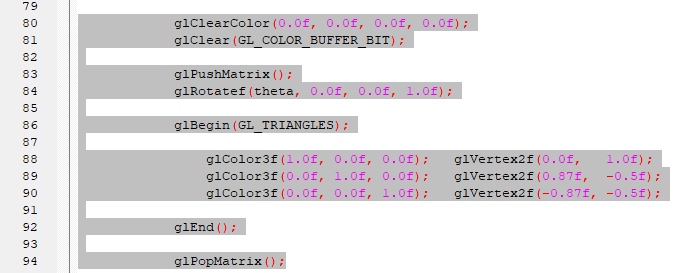 79
80 glClearColor(0.0f, 0.0f, 0.0f, 0.0f);
81 glClear(GL_COLOR_BUFFER_BIT);
82
83 glPushMatrix();
84 glRotatef(theta, 0.0f, 0.0f, 1.0f);
85
86 glBegin(GL_TRIANGLES);
87
88 glColor3f(1.0f, 0.0f, 0.0f); glVertex2f(0.0f, 1.0f);
89 glColor3f(0.0f, 1.0f, 0.0f); glVertex2f(0.87f, -0.5f);
90 glColor3f(0.0f, 0.0f, 1.0f); glVertex2f(-0.87f, -0.5f);
91
92 glEnd();
93
94 glPopMatrix();